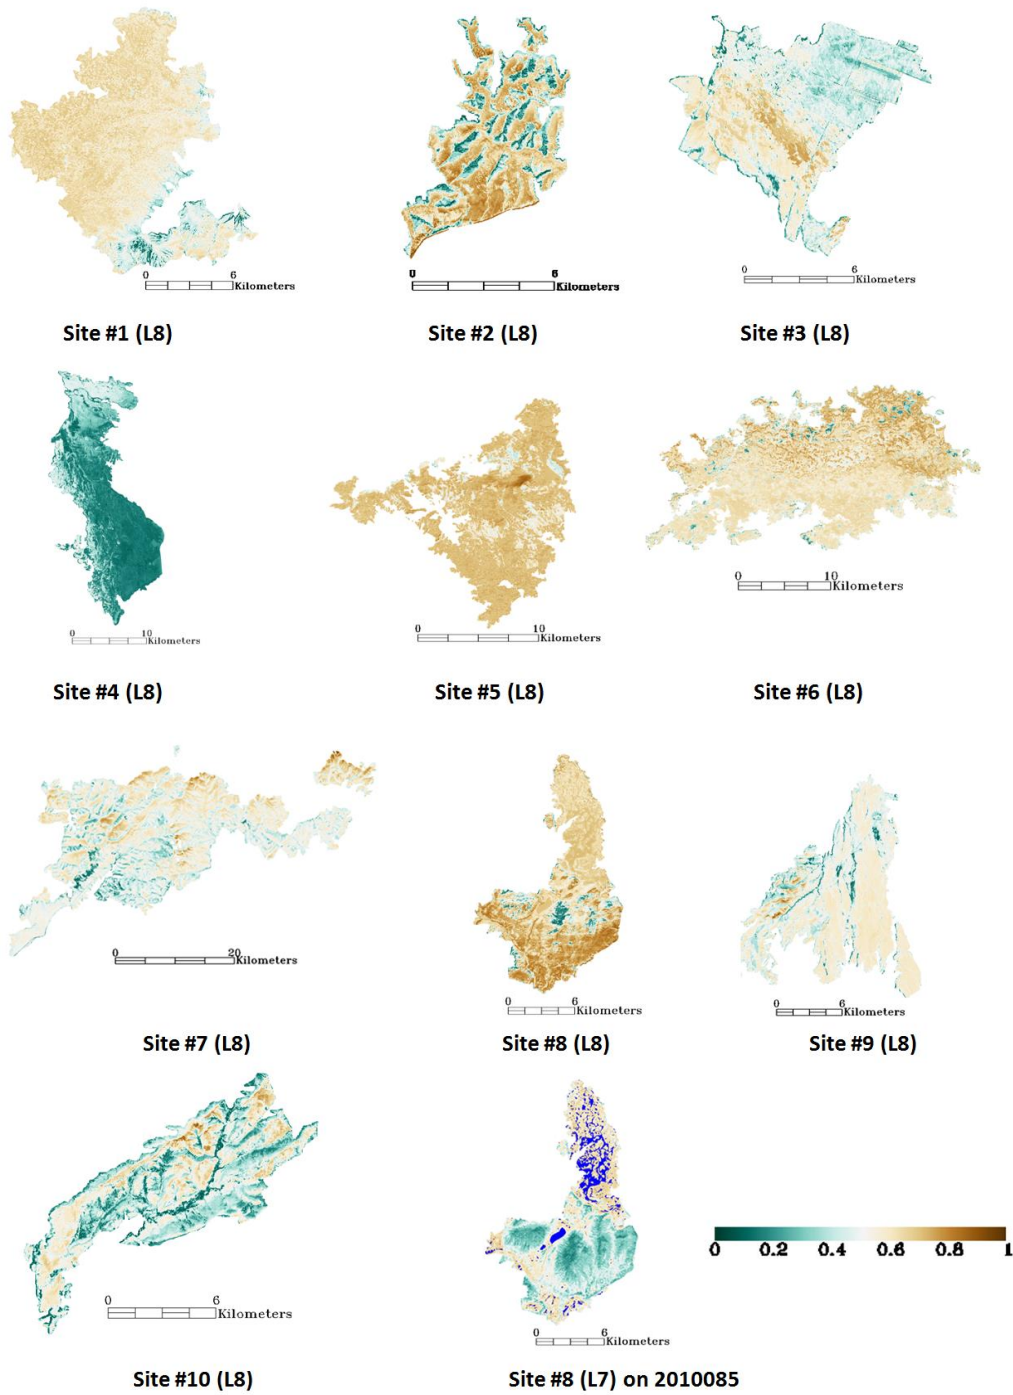 0 6
Kilometers
0 6
Kilometers
0 6
Kilometers
Site #1 (L8)
Site #2 (L8)
Site #3 (L8)
0 10
Kilometers
0 10
Kilometers
0 10
Kilometers
Site #4 (L8)
Site #5 (L8)
Site #6 (L8)
0 20
Kilometers
0 6
Kilometers
0 6
Kilometers
Site #7 (L8)
Site #8 (L8)
Site #9 (L8)
0 6
Kilometers
0 6
Kilometers
0 0.2 0.4 0.6 0.8 1
Site #10 (L8)
Site #8 (L7) on 2010085